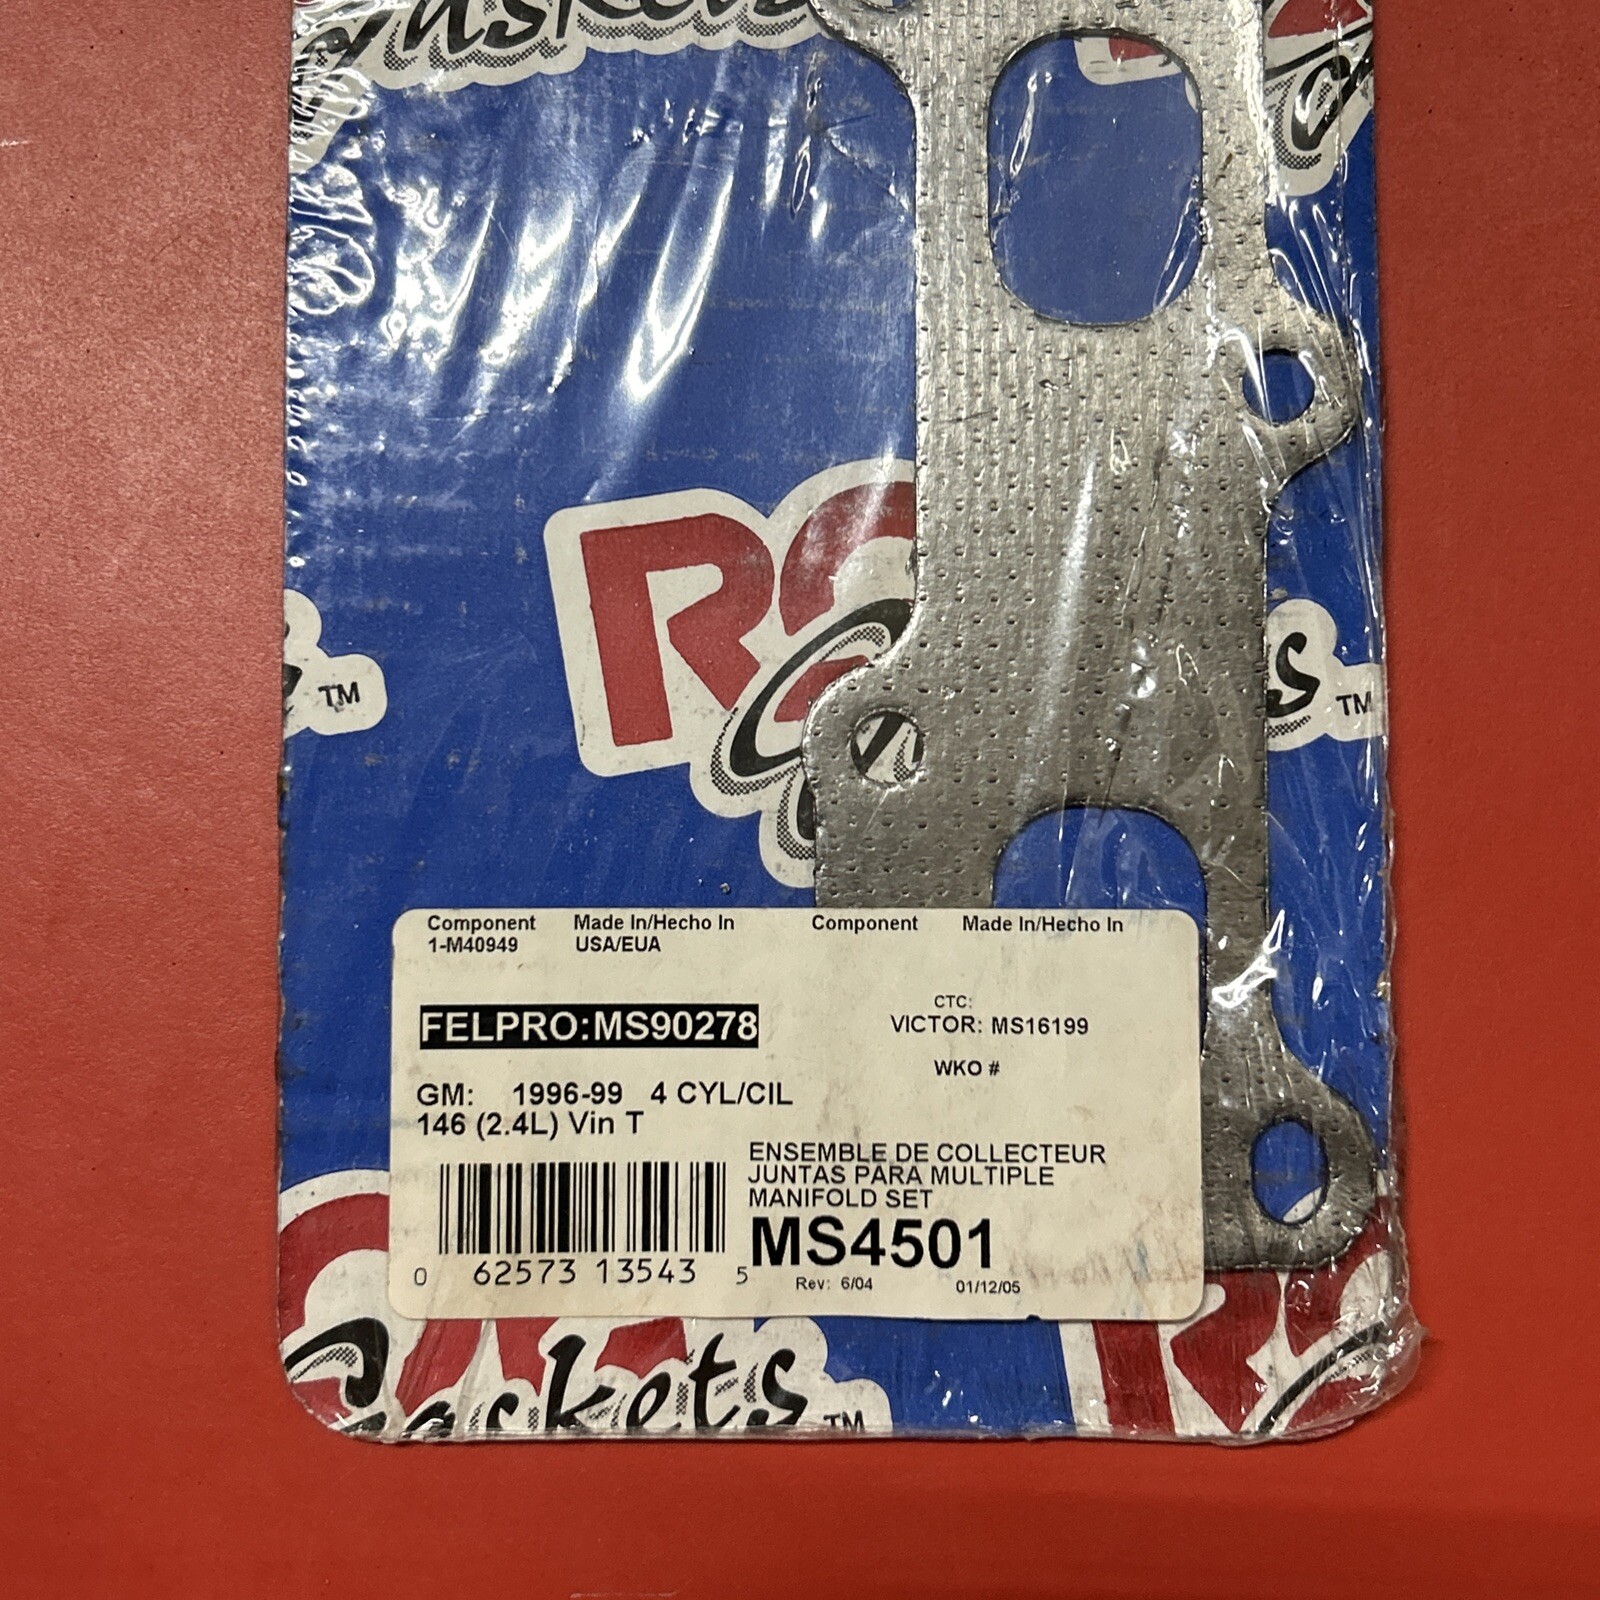 Gaskets
TM
TM
Component Made In/Hecho In Component Made In/Hecho In
1-M40949 USA/EUA
CTC:
FELPRO:MS90278 VICTOR: MS16199
WKO #
GM: 1996-99 4 CYL/CIL
146 (2.4L) Vin T
ENSEMBLE DE COLLECTEUR
JUNTAS PARA MULTIPLE
MANIFOLD SET
MS4501
0 62573 13543 5
Rev: 6/04 01/12/05
Gaskets TM